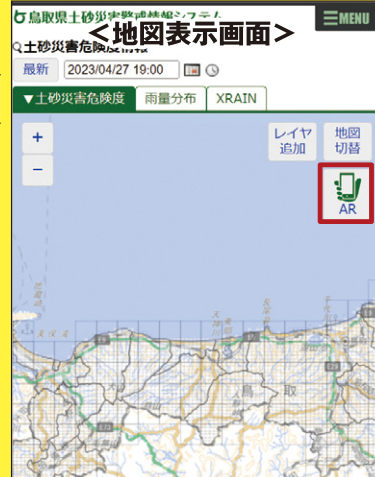 鳥取県土砂災害警戒情報システム
≡MENU
＜地図表示画面＞
土砂災害危険度情報
最新 2023/04/27 19:00
▼土砂災害危険度 雨量分布 XRAIN
+
−
レイヤ追加
地図切替
AR
鳥 取